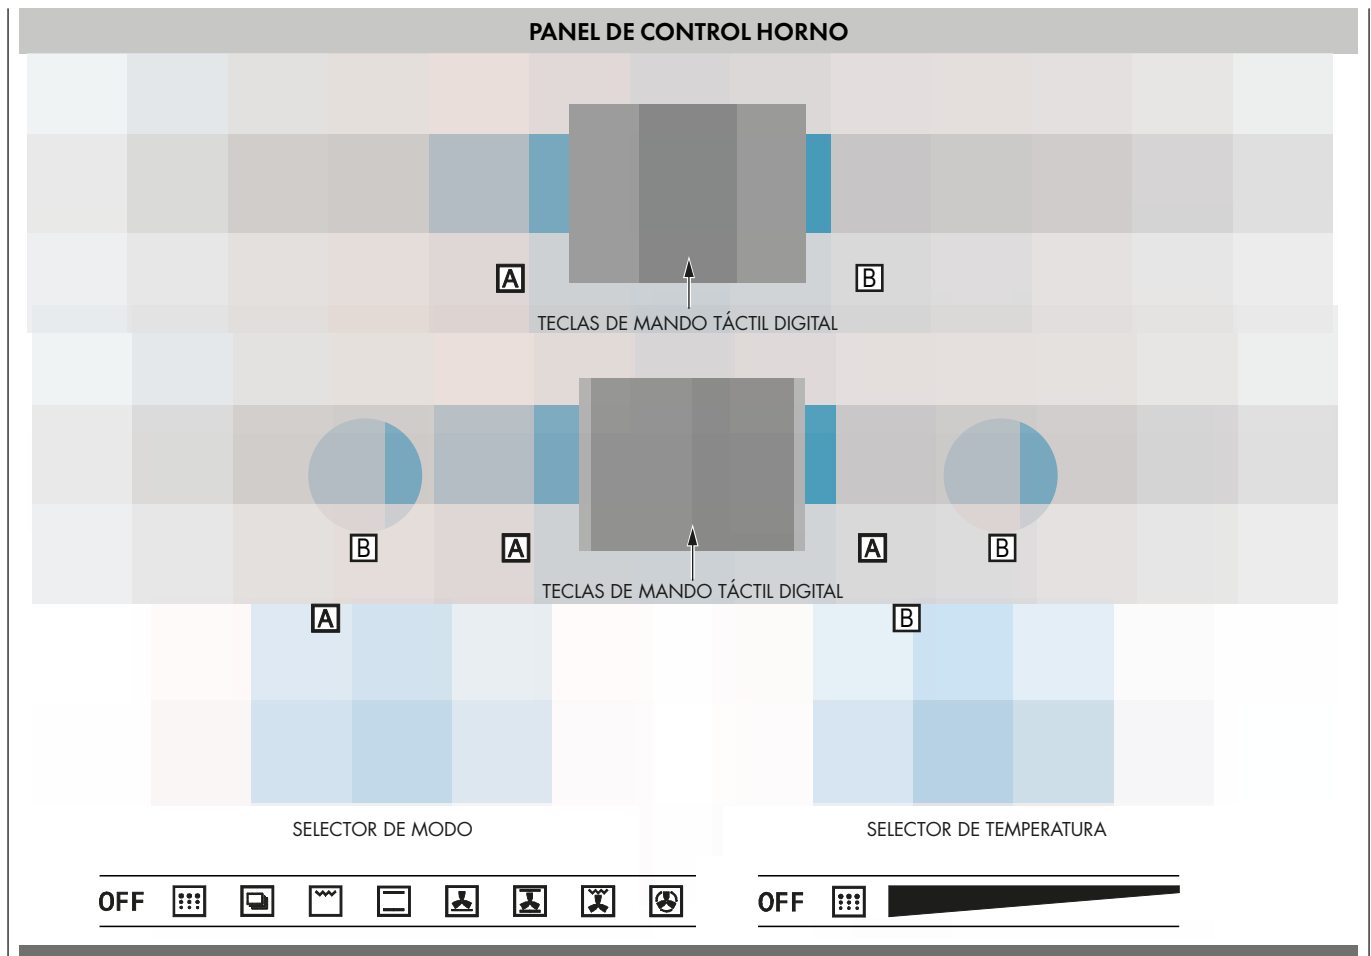 PANEL DE CONTROL HORNO
A B
TECLAS DE MANDO TÁCTIL DIGITAL
B A A B
TECLAS DE MANDO TÁCTIL DIGITAL
A B
SELECTOR DE MODO SELECTOR DE TEMPERATURA
OFF OFF